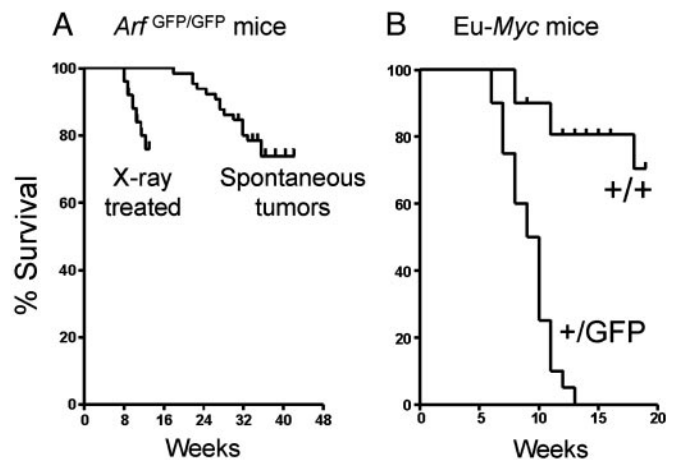 A Arf GFP/GFP mice
100
80
60
40
20
0
% Survival
X-ray
treated
Spontaneous
tumors
0 8 16 24 32 40 48
Weeks
B Eu-Myc mice
100
80
60
40
20
0
+/+
+/GFP
0 5 10 15 20
Weeks